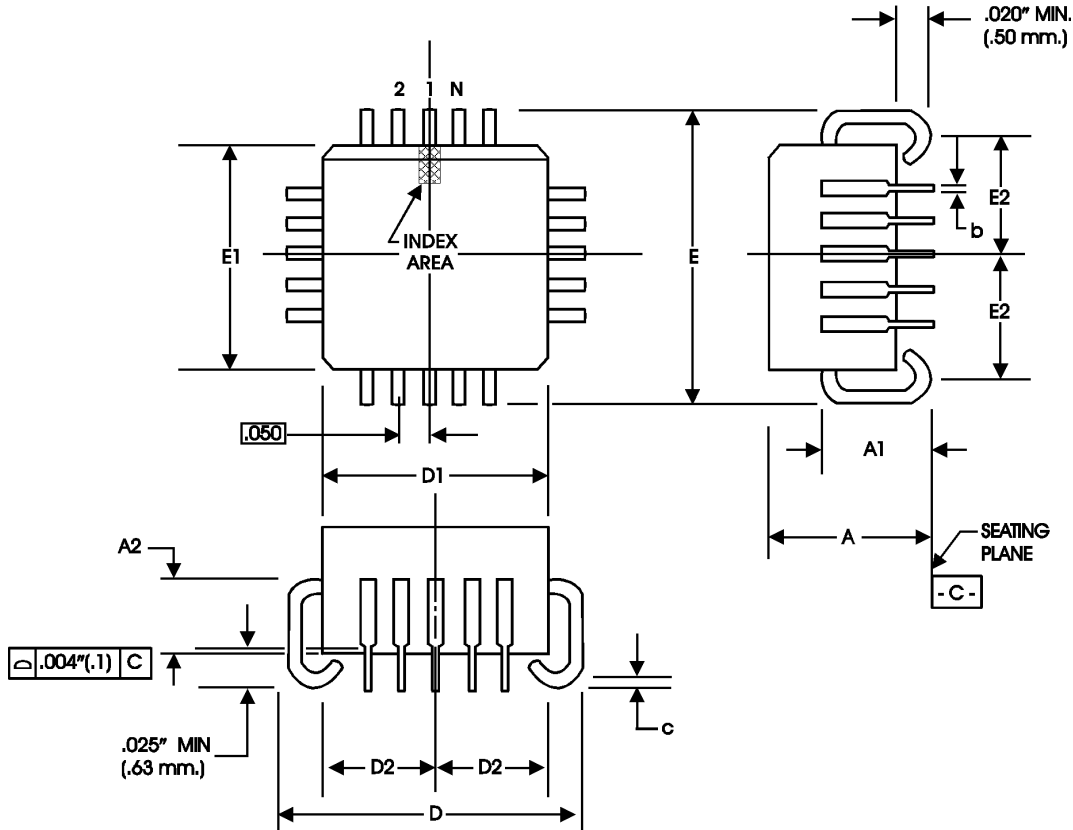 .020" MIN.
(.50 mm.)
2 1 N
E1
INDEX
AREA
E
E2
b
E2
.050
D1
A1
A
SEATING
PLANE
- C -
A2
⌓ .004"(.1) C
.025" MIN
(.63 mm.)
c
D2 D2
D